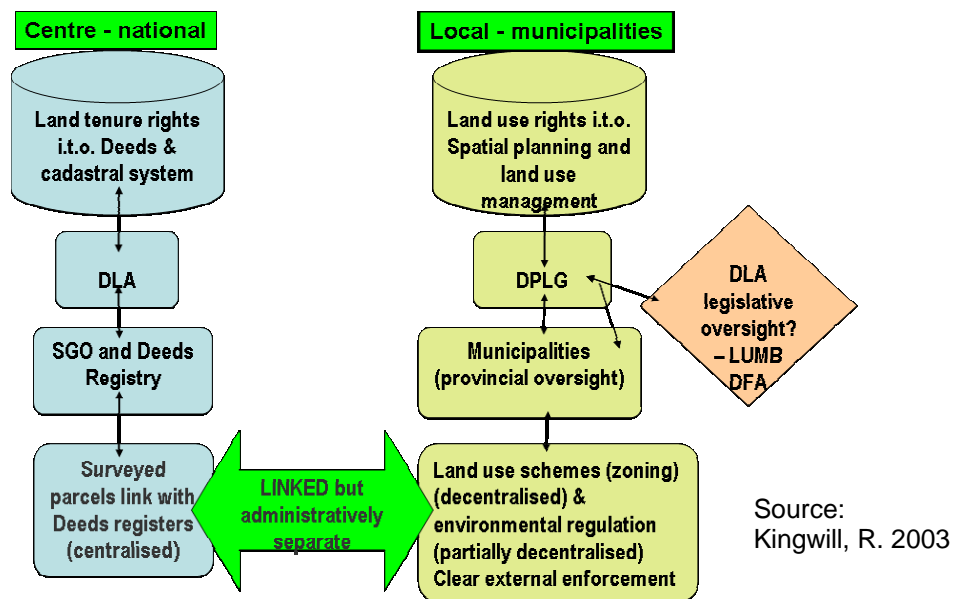 Centre - national
Land tenure rights
i.t.o. Deeds &
cadastral system
DLA
SGO and Deeds
Registry
Surveyed
parcels link with
Deeds registers
(centralised)
LINKED but
administratively
separate
Local - municipalities
Land use rights i.t.o.
Spatial planning and
land use
management
DPLG
Municipalities
(provincial oversight)
Land use schemes (zoning)
(decentralised) &
environmental regulation
(partially decentralised)
Clear external enforcement
DLA
legislative
oversight?
– LUMB
DFA
Source:
Kingwill, R. 2003